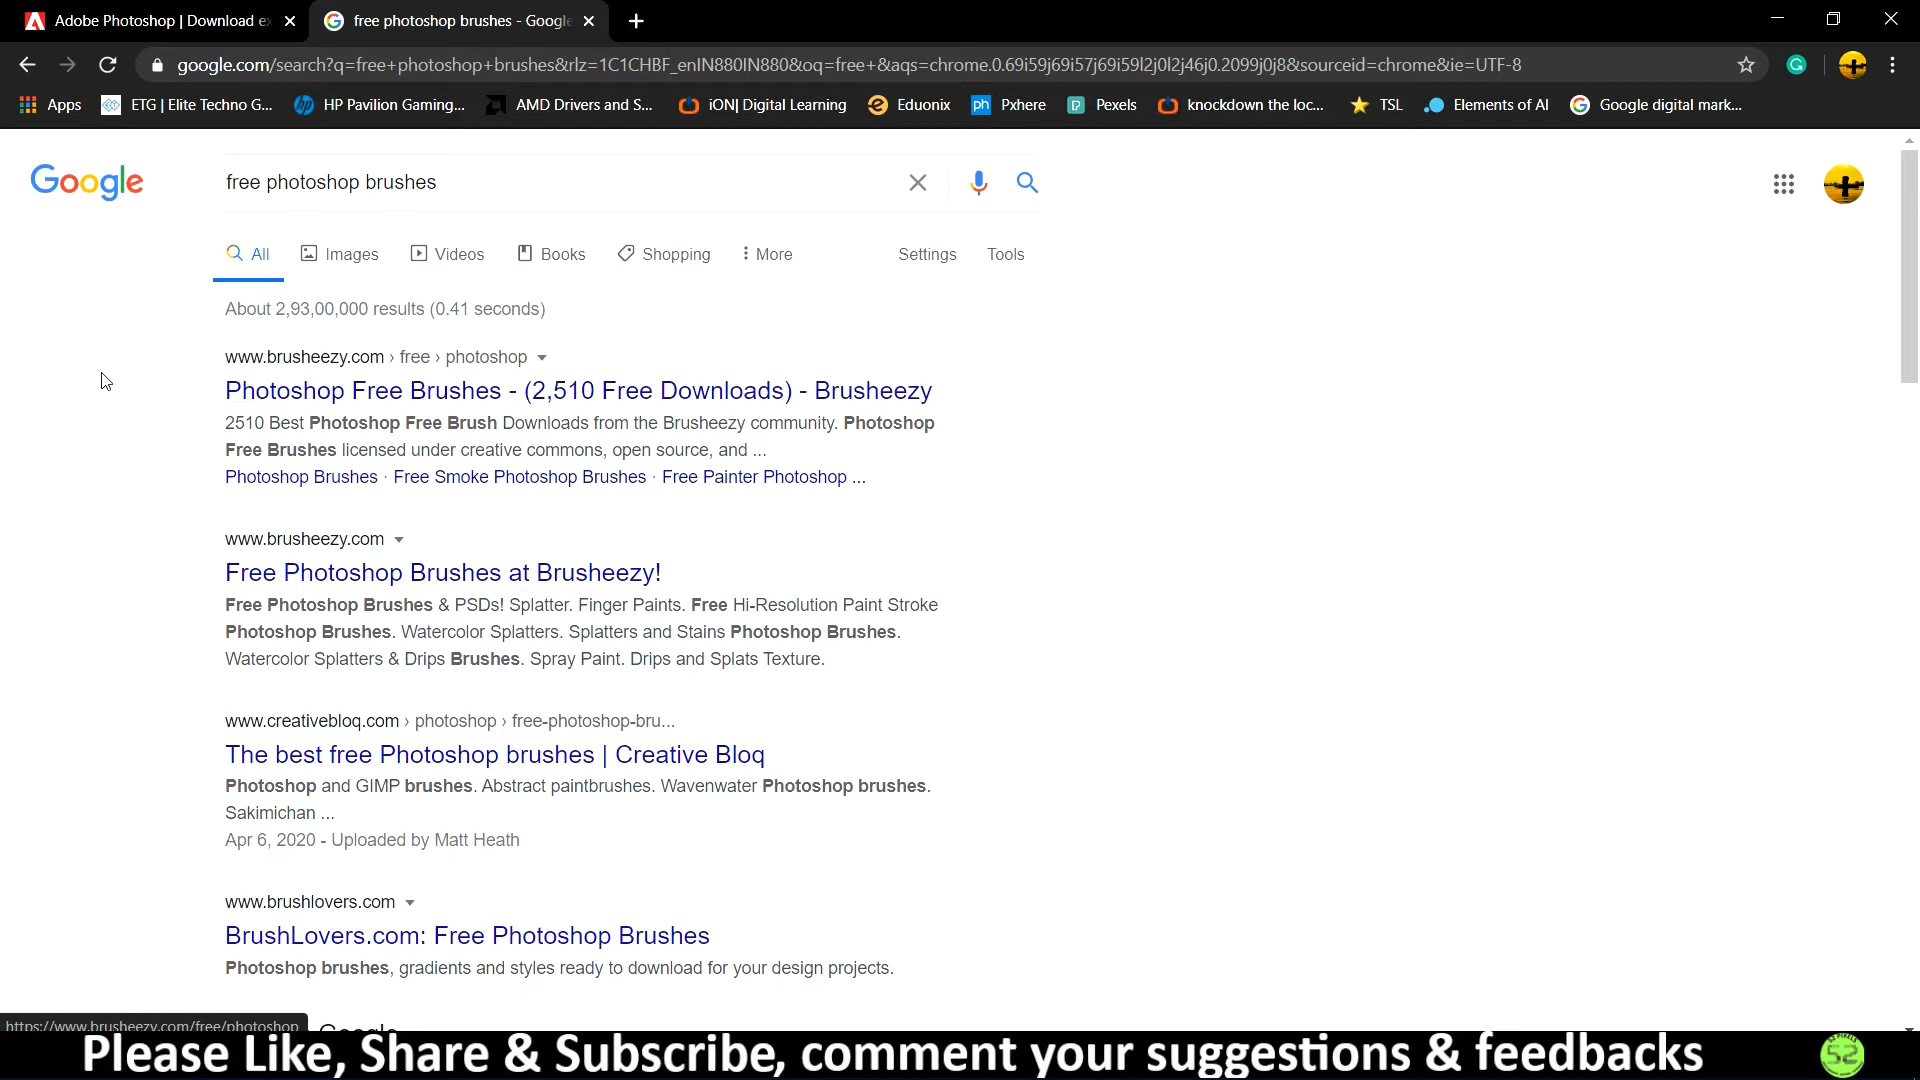 Adobe Photoshop | Download e
free photoshop brushes - Google
google.com/search?q=free+photoshop+brushes&rlz=1C1CHBF_enIN880IN880&oq=free+&aqs=chrome.0.69i59j69i57j69i59l2j0l2j46j0.2099j0j8&sourceid=chrome&ie=UTF-8
Apps
ETG | Elite Techno G...
HP Pavilion Gaming...
AMD Drivers and S...
iON| Digital Learning
Eduonix
ph Pxhere
Pexels
knockdown the loc...
TSL
Elements of AI
Google digital mark...
Google
free photoshop brushes
All Images Videos Books Shopping More Settings Tools
About 2,93,00,000 results (0.41 seconds)
www.brusheezy.com › free › photoshop
Photoshop Free Brushes - (2,510 Free Downloads) - Brusheezy
2510 Best Photoshop Free Brush Downloads from the Brusheezy community. Photoshop
Free Brushes licensed under creative commons, open source, and ...
Photoshop Brushes · Free Smoke Photoshop Brushes · Free Painter Photoshop ...
www.brusheezy.com
Free Photoshop Brushes at Brusheezy!
Free Photoshop Brushes & PSDs! Splatter. Finger Paints. Free Hi-Resolution Paint Stroke
Photoshop Brushes. Watercolor Splatters. Splatters and Stains Photoshop Brushes.
Watercolor Splatters & Drips Brushes. Spray Paint. Drips and Splats Texture.
www.creativebloq.com › photoshop › free-photoshop-bru...
The best free Photoshop brushes | Creative Bloq
Photoshop and GIMP brushes. Abstract paintbrushes. Wavenwater Photoshop brushes.
Sakimichan ...
Apr 6, 2020 - Uploaded by Matt Heath
www.brushlovers.com
BrushLovers.com: Free Photoshop Brushes
Photoshop brushes, gradients and styles ready to download for your design projects.
https://www.brusheezy.com/free/photoshop
Google
Please Like, Share & Subscribe, comment your suggestions & feedbacks
52